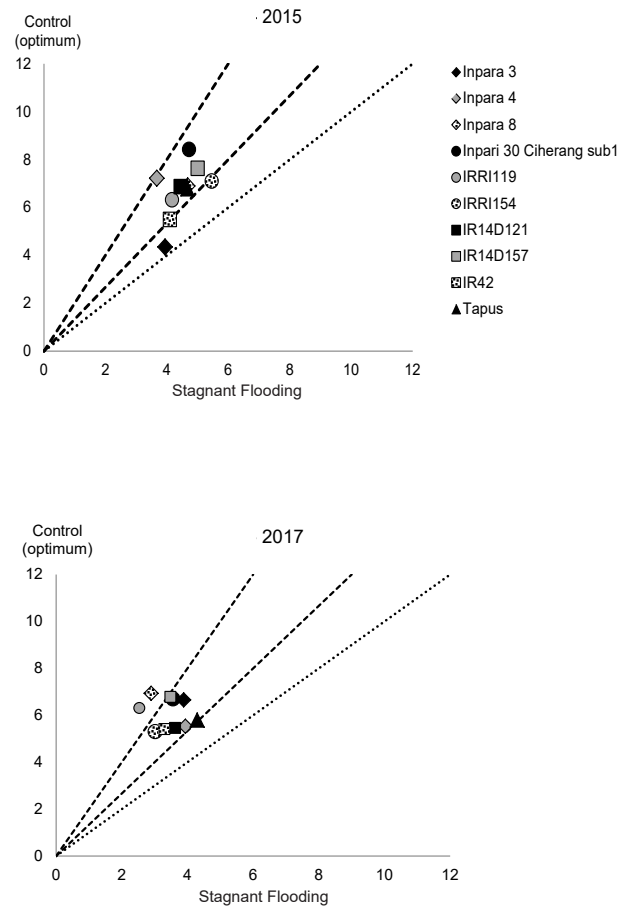 2015
Control
(optimum)
12
10
8
6
4
2
0
0 2 4 6 8 10 12
Stagnant Flooding
Inpara 3
Inpara 4
Inpara 8
Inpari 30 Ciherang sub1
IRRI119
IRRI154
IR14D121
IR14D157
IR42
Tapus
2017
Control
(optimum)
12
10
8
6
4
2
0
0 2 4 6 8 10 12
Stagnant Flooding